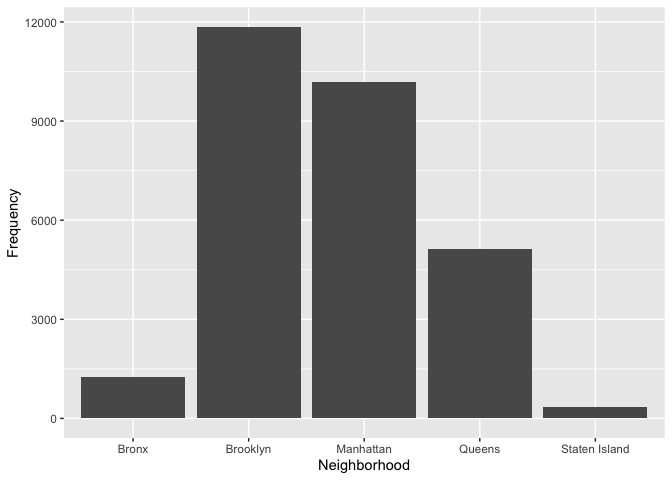 12000
9000
6000
3000
0
Frequency
Bronx Brooklyn Manhattan Queens Staten Island
Neighborhood